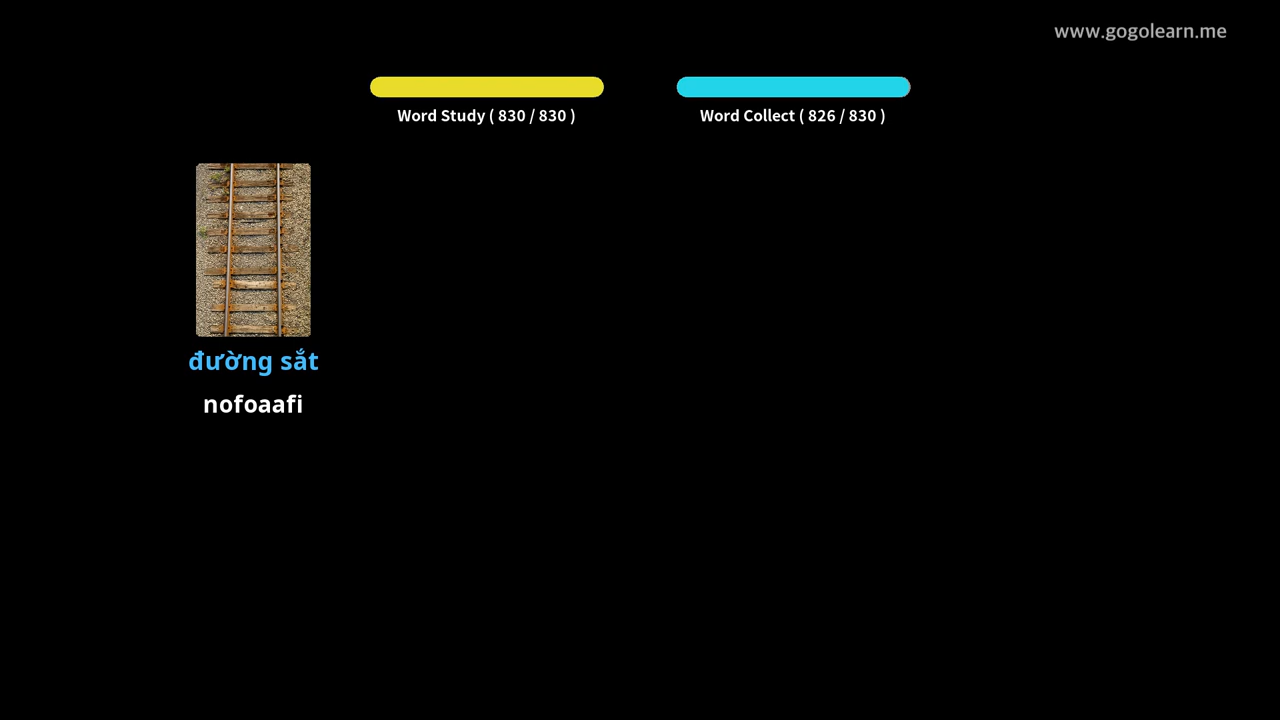 www.gogolearn.me
Word Study ( 830 / 830 )
Word Collect ( 826 / 830 )
đường sắt
nofoaafi